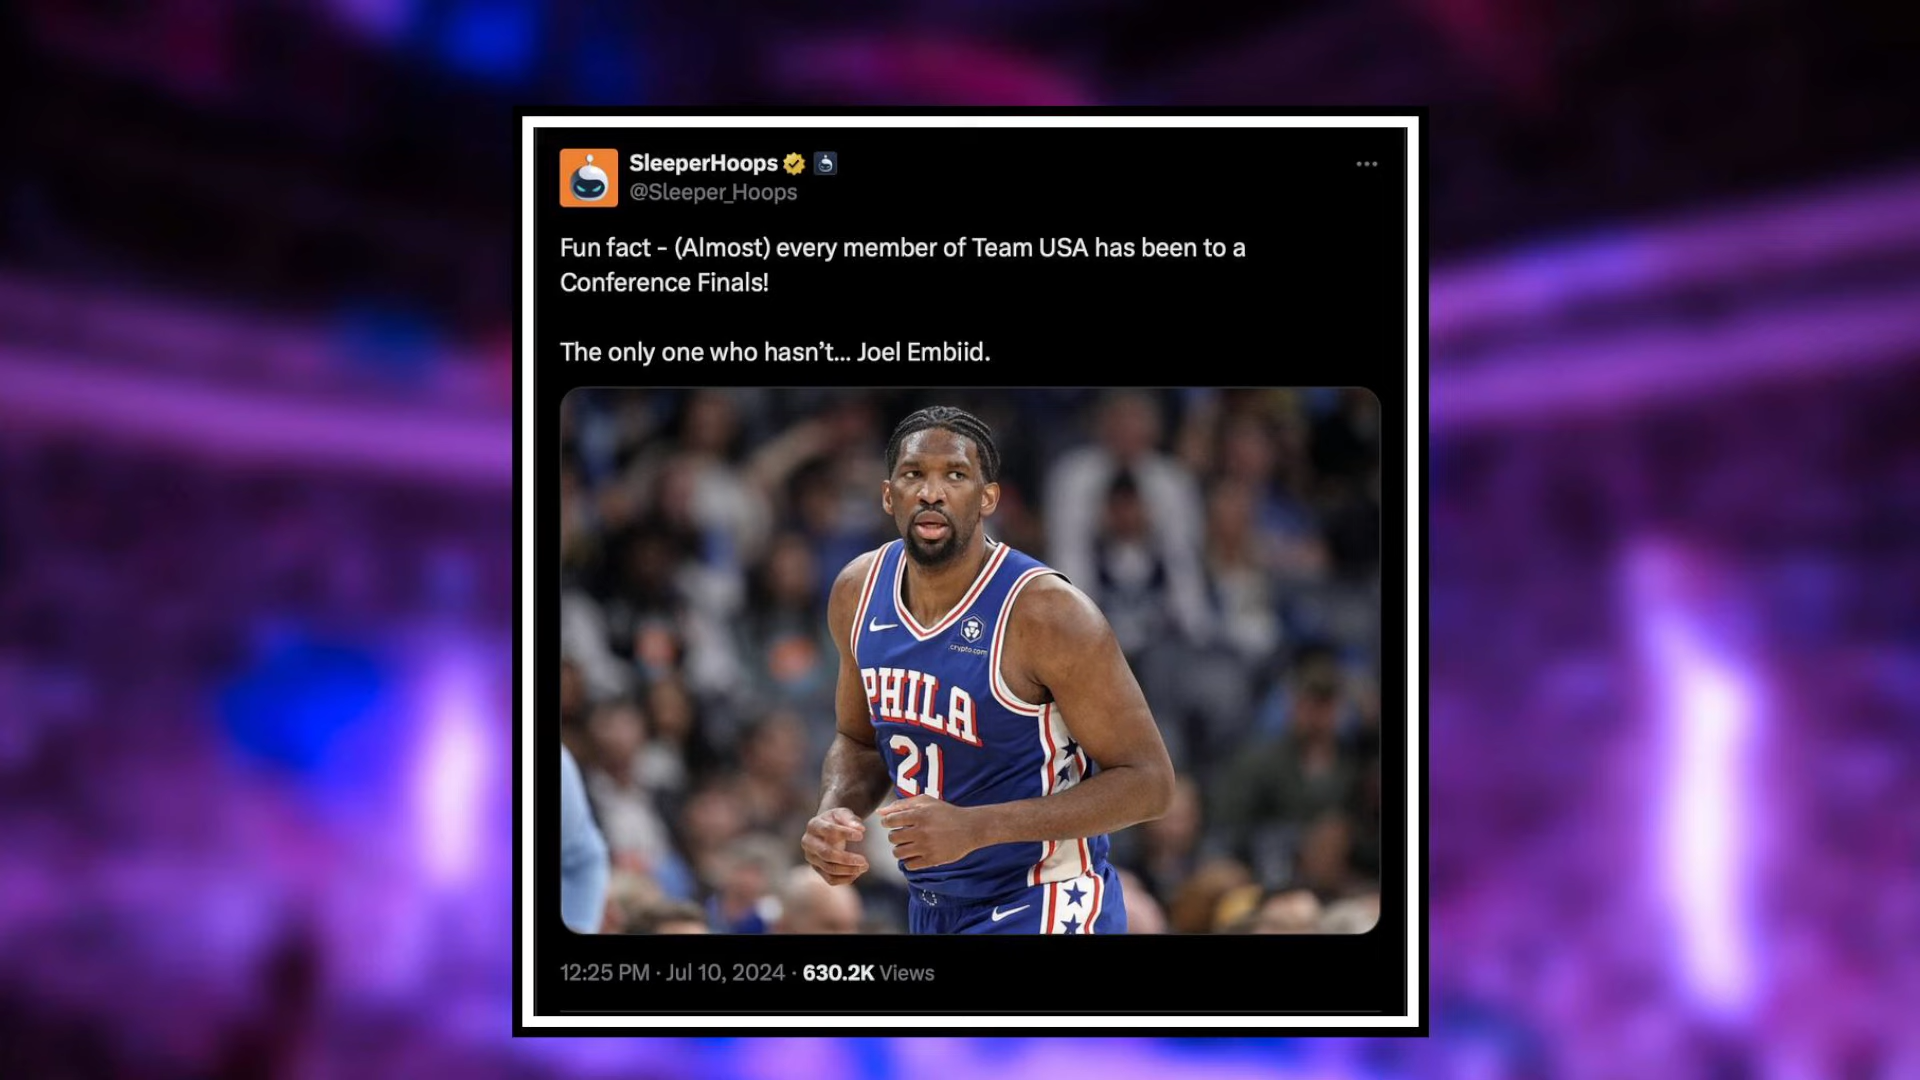 SleeperHoops
@Sleeper_Hoops
Fun fact - (Almost) every member of Team USA has been to a
Conference Finals!
The only one who hasn’t... Joel Embiid.
crypto.com
PHILA
21
12:25 PM · Jul 10, 2024 · 630.2K Views